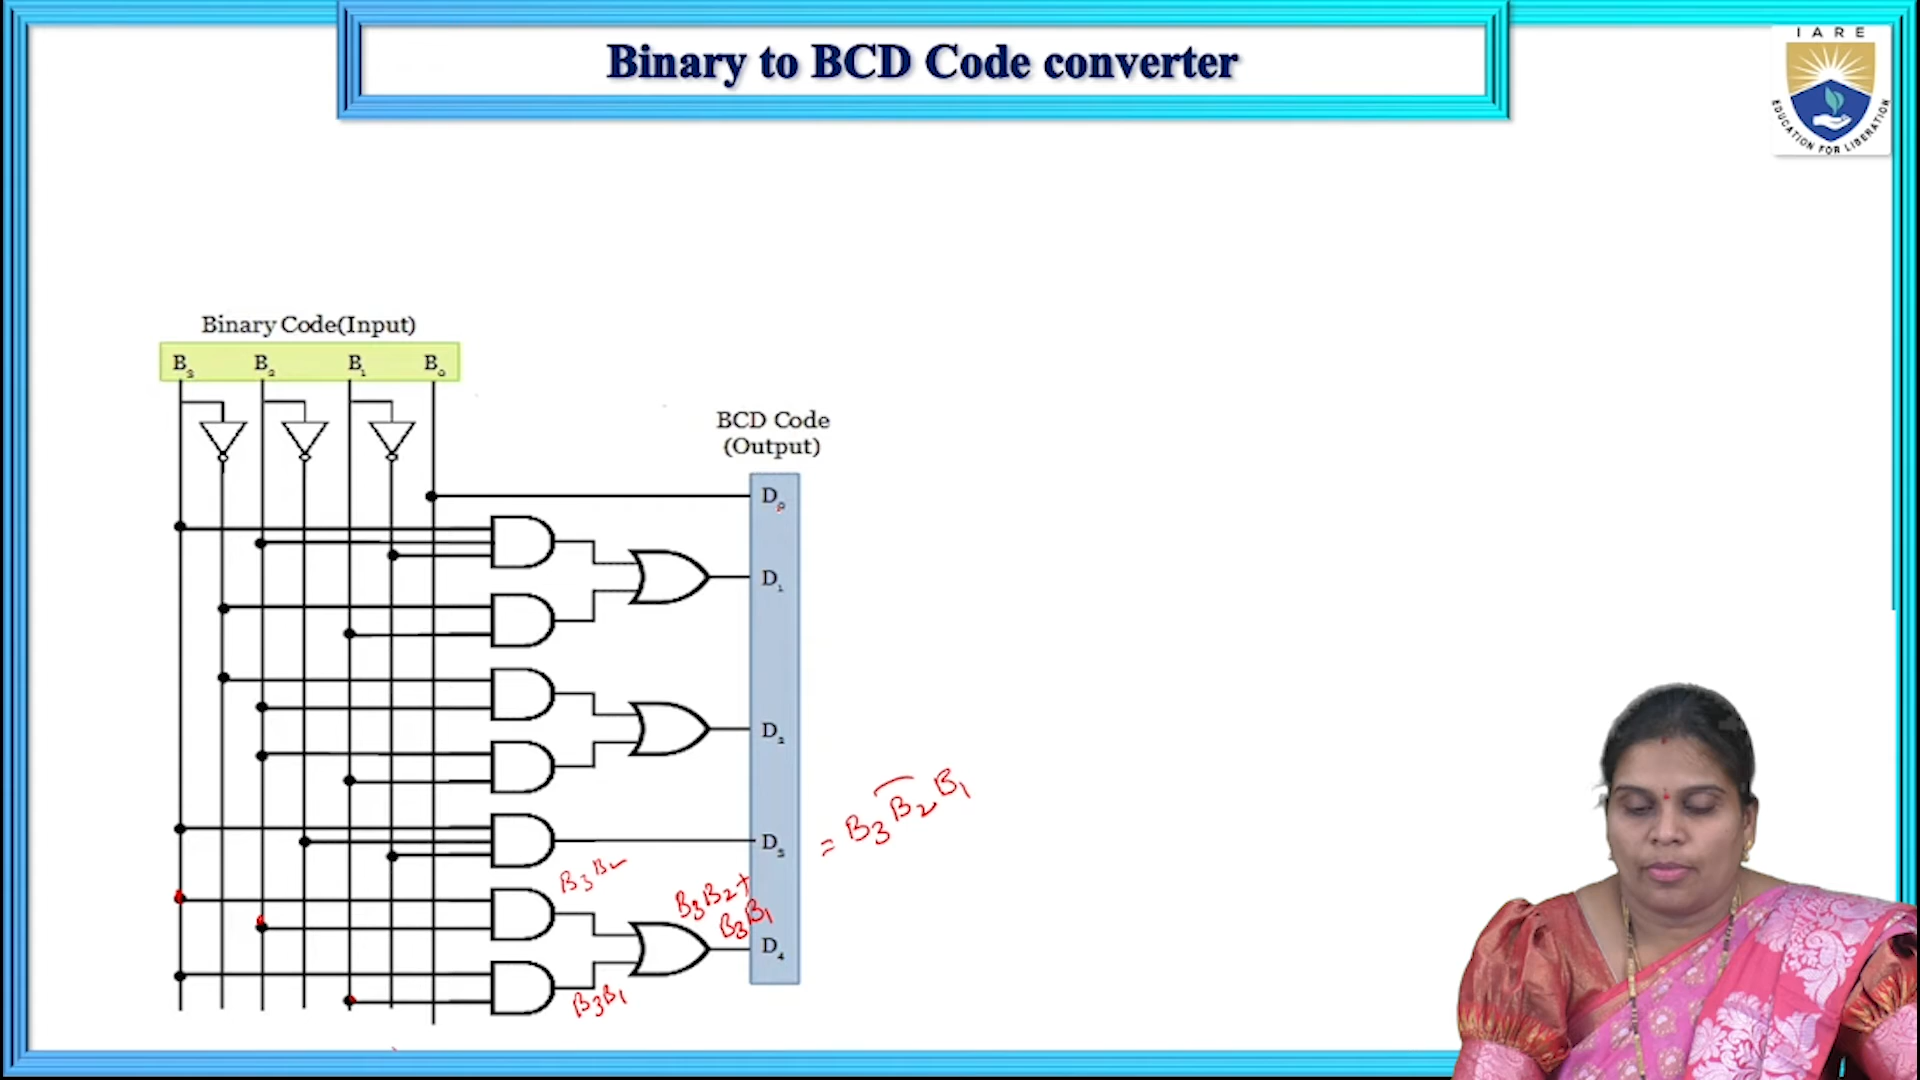 Binary to BCD Code converter
IARE
EDUCATION FOR LIBERATION
Binary Code(Input)
B₃ B₂ B₁ B₀
BCD Code
(Output)
D₀
D₁
D₂
= B₃ B̅₂ B₁
D₃
B₃B₂
B₃B₂+
B₃B₁
D₄
B₃B₁